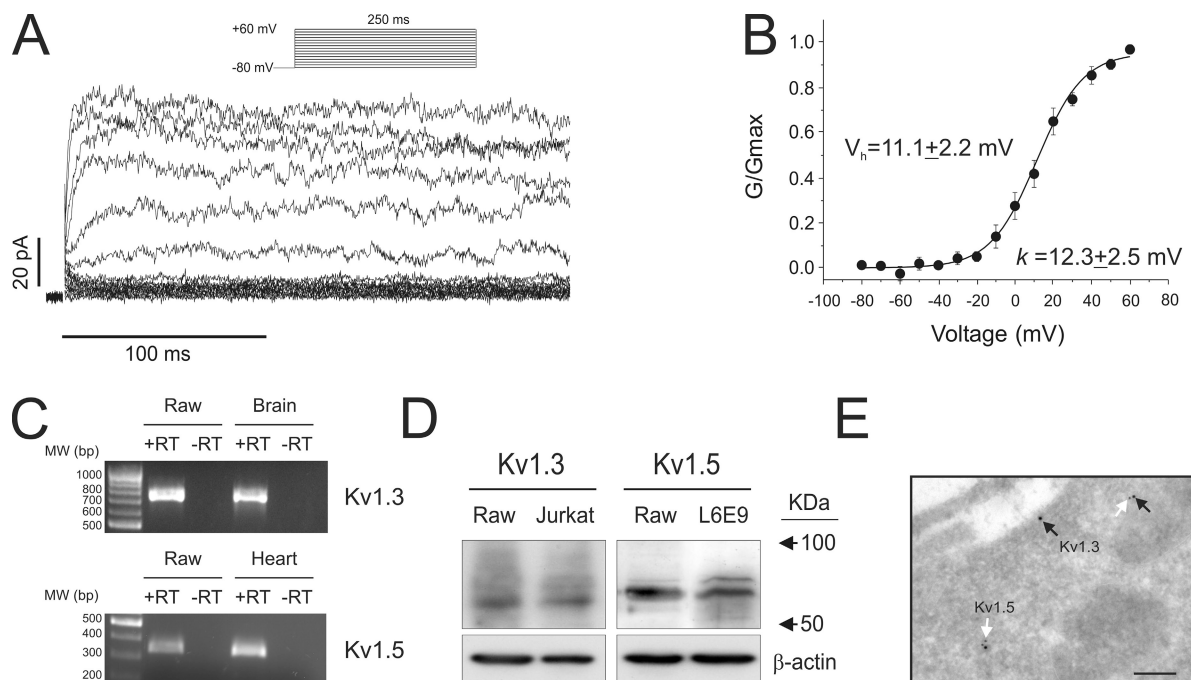 A
250 ms
+60 mV
-80 mV
20 pA
100 ms
B
G/Gmax
1.0
0.8
0.6
0.4
0.2
0.0
Vh=11.1±2.2 mV
k =12.3±2.5 mV
-100 -80 -60 -40 -20 0 20 40 60 80
Voltage (mV)
C
Raw Brain
MW (bp) +RT -RT +RT -RT
1000
800
700
600
500
Kv1.3
Raw Heart
MW (bp) +RT -RT +RT -RT
500
400
300
200
Kv1.5
D
Kv1.3 Kv1.5
Raw Jurkat Raw L6E9
KDa
100
50
β-actin
E
Kv1.3
Kv1.5